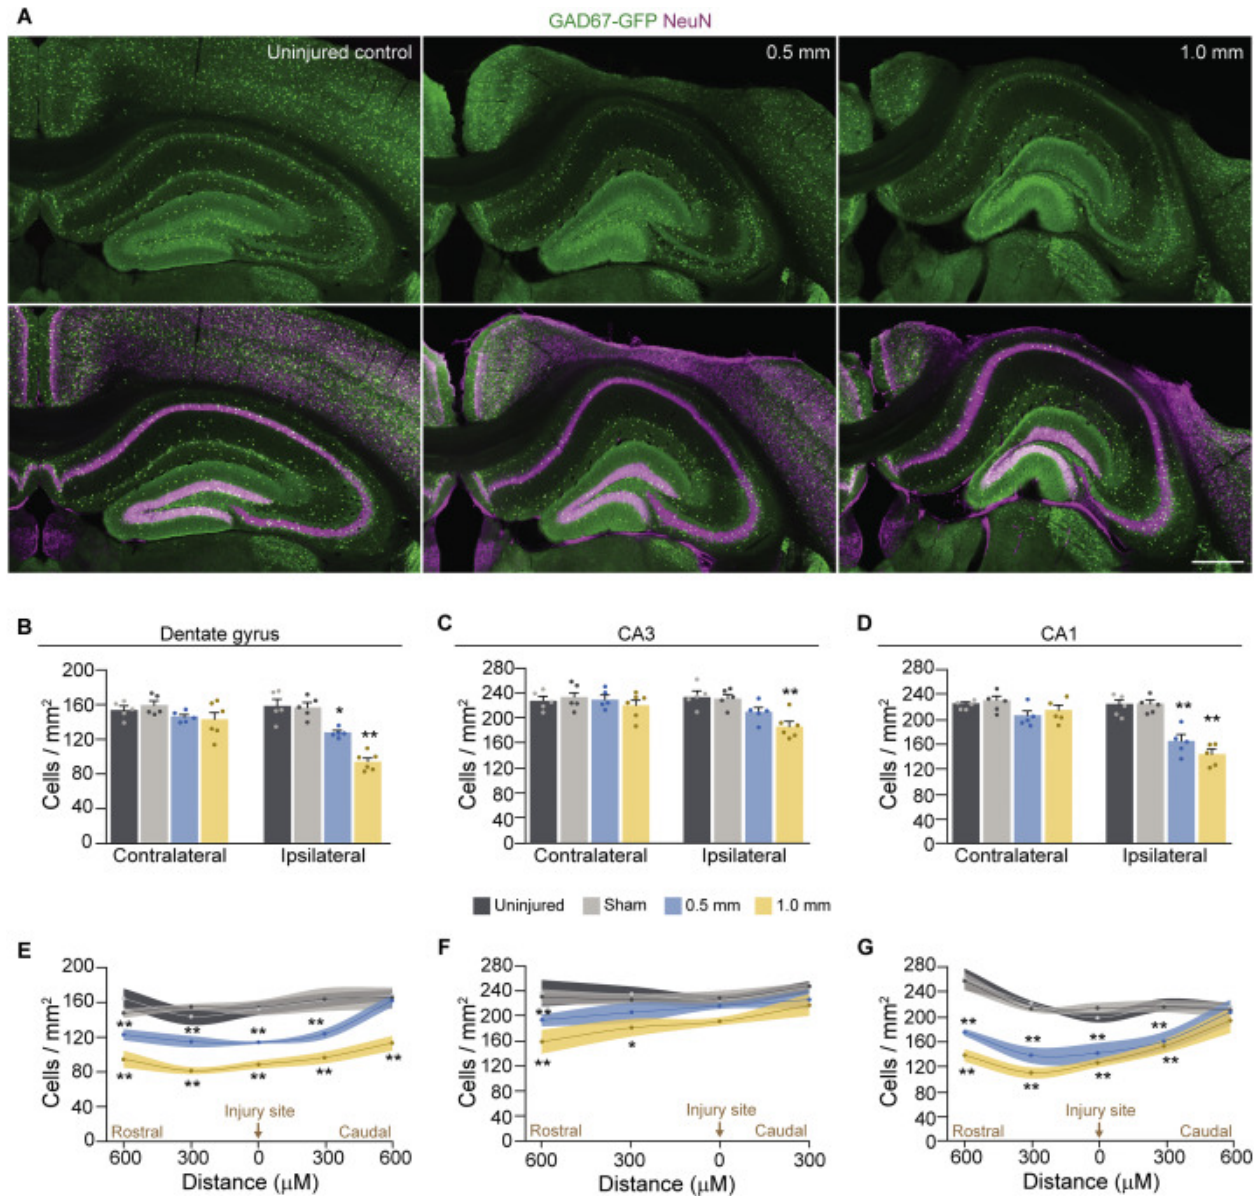 A
GAD67-GFP NeuN
Uninjured control
0.5 mm
1.0 mm
B
Dentate gyrus
C
CA3
D
CA1
Cells / mm²
200
160
120
80
40
0
Contralateral
Ipsilateral
*
**
Cells / mm²
280
240
200
160
120
80
40
0
Contralateral
Ipsilateral
**
Cells / mm²
280
240
200
160
120
80
40
0
Contralateral
Ipsilateral
**
**
Uninjured
Sham
0.5 mm
1.0 mm
E
Cells / mm²
200
160
120
80
40
0
** ** ** **
** ** ** ** **
Injury site
Rostral
Caudal
600 300 0 300 600
Distance (μM)
F
Cells / mm²
280
240
200
160
120
80
40
0
**
** *
Injury site
Rostral
Caudal
600 300 0 300
Distance (μM)
G
Cells / mm²
280
240
200
160
120
80
40
0
** ** ** **
** ** ** **
Injury site
Rostral
Caudal
600 300 0 300 600
Distance (μM)